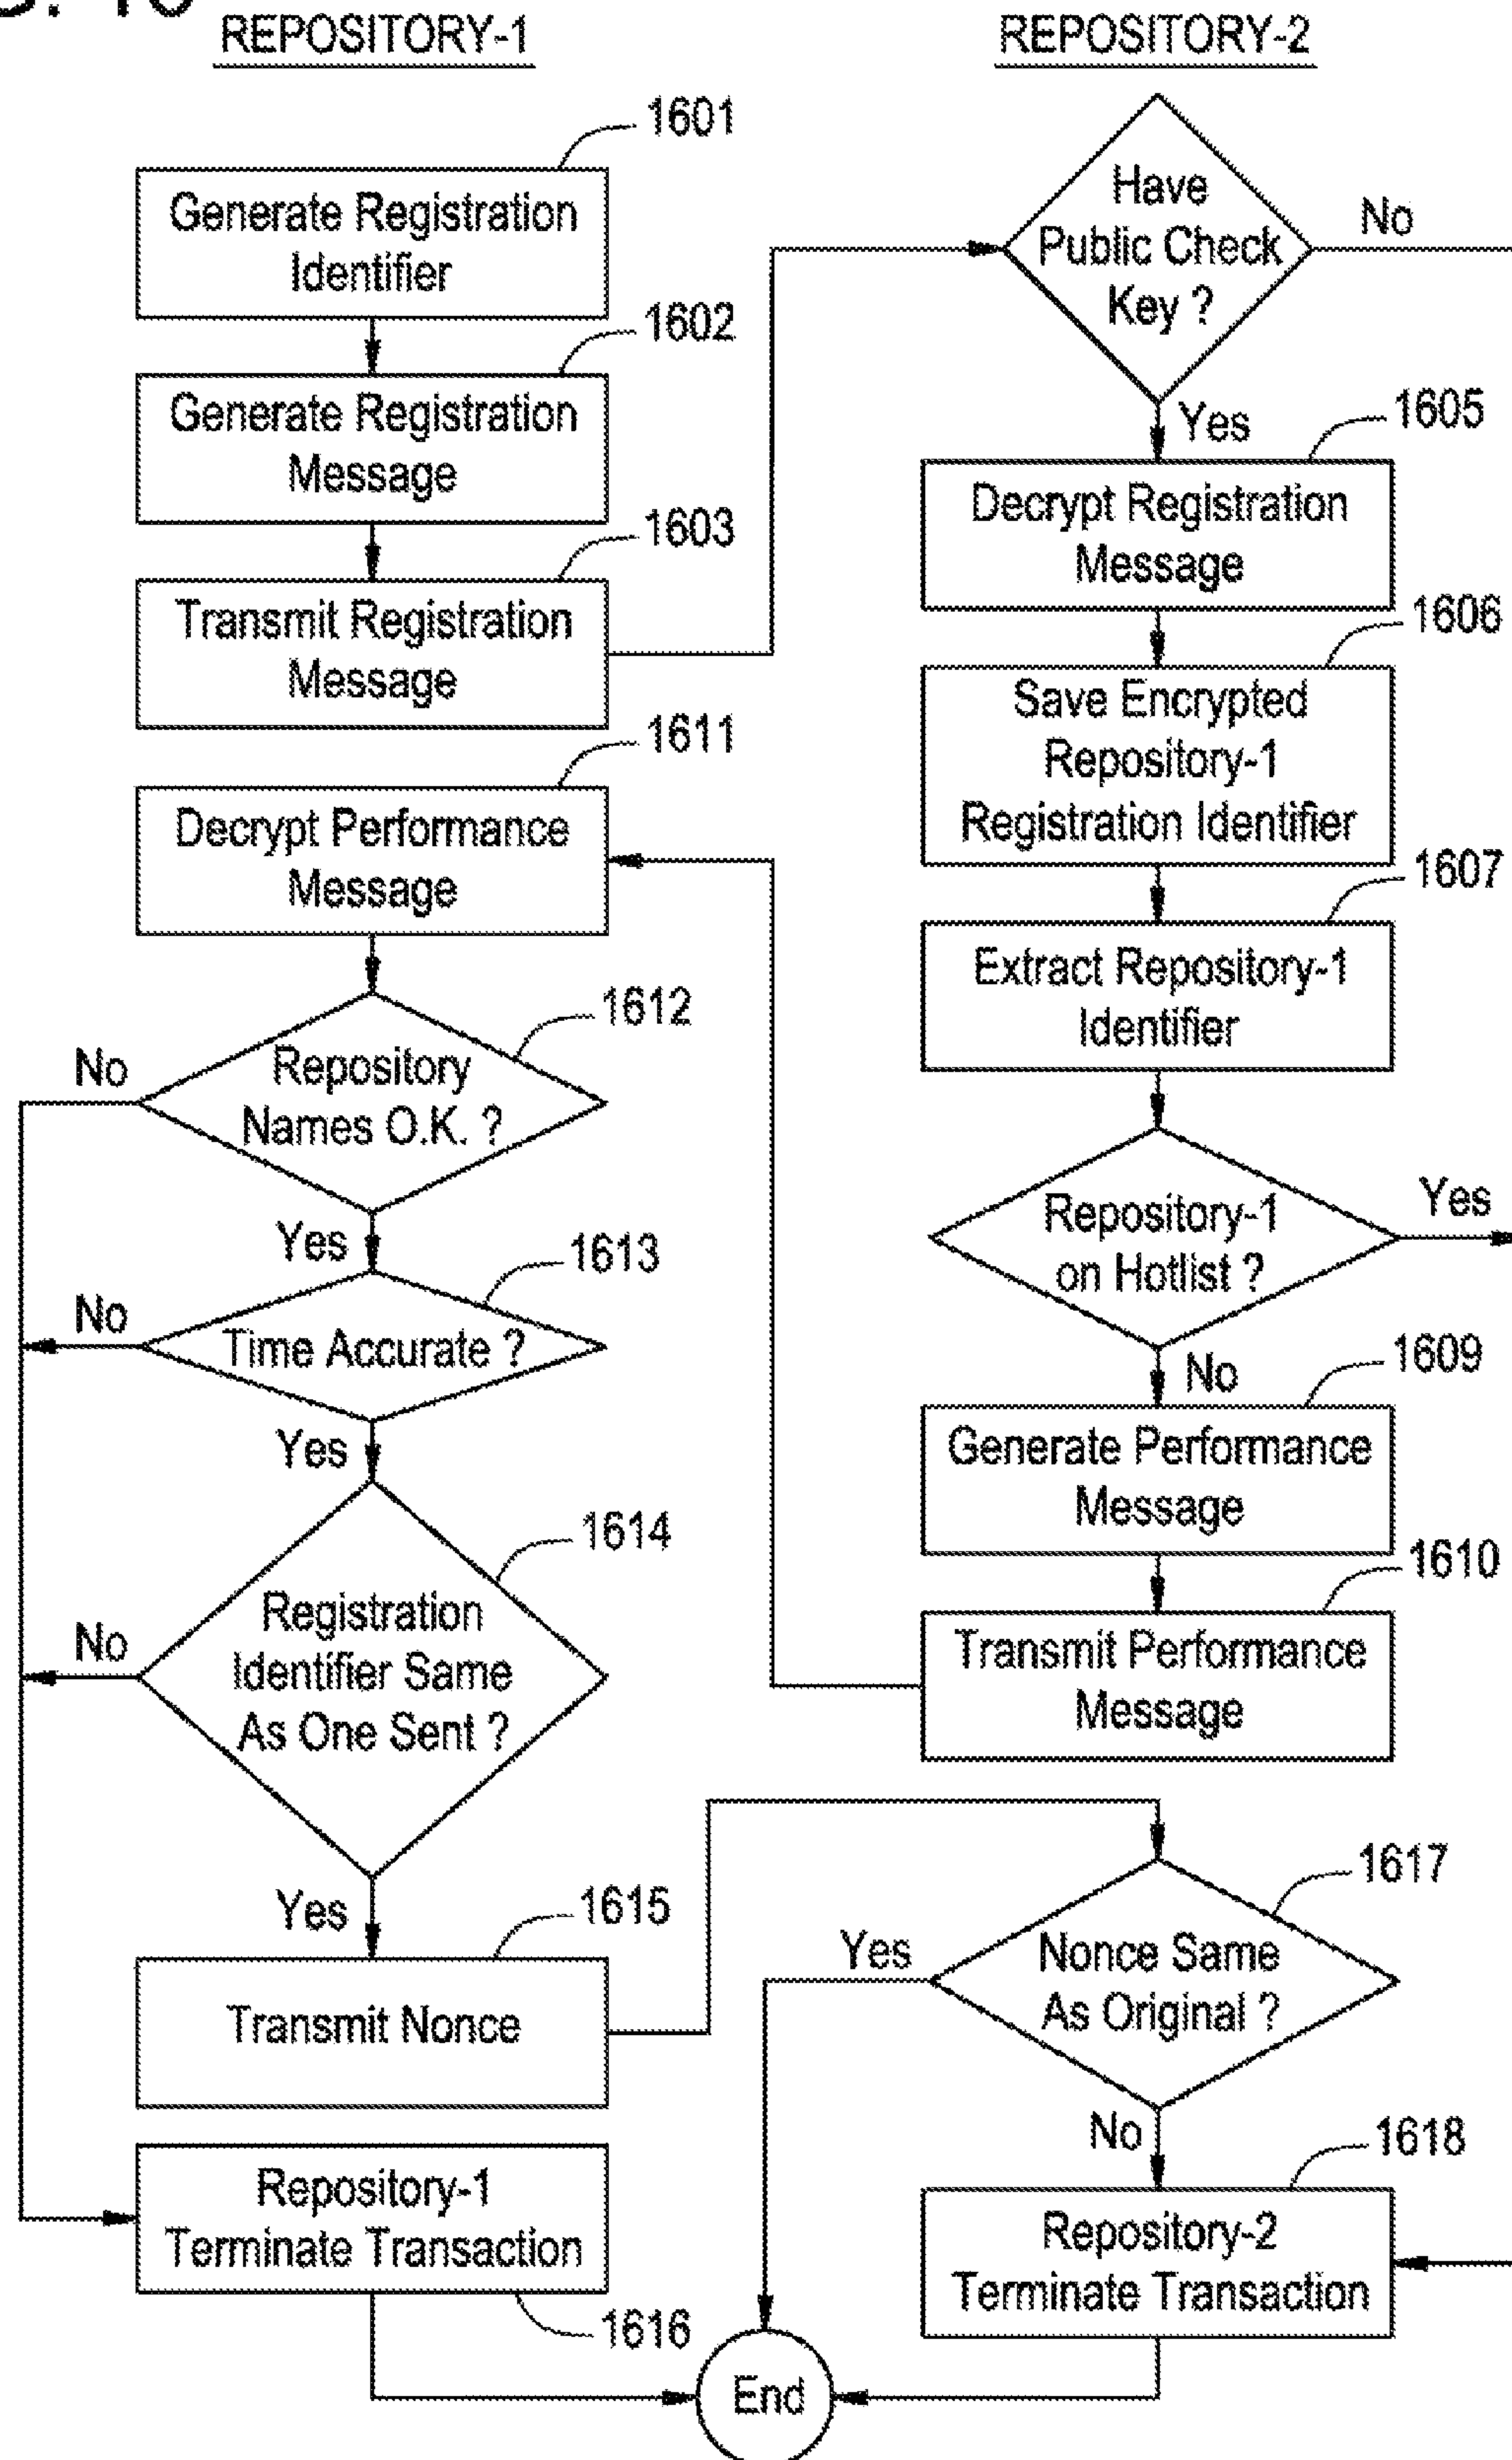 REPOSITORY-1
1601
Generate Registration
Identifier
1602
Generate Registration
Message
1603
Transmit Registration
Message
1611
Decrypt Performance
Message
1612
Repository
Names O.K. ?
No
Yes
1613
Time Accurate ?
No
Yes
1614
Registration
Identifier Same
As One Sent ?
No
Yes
1615
Transmit Nonce
Repository-1
Terminate Transaction
1616
REPOSITORY-2
Have
Public Check
Key ?
No
Yes
1605
Decrypt Registration
Message
1606
Save Encrypted
Repository-1
Registration Identifier
1607
Extract Repository-1
Identifier
Repository-1
on Hotlist ?
Yes
No
1609
Generate Performance
Message
1610
Transmit Performance
Message
1617
Nonce Same
As Original ?
Yes
No
1618
Repository-2
Terminate Transaction
End